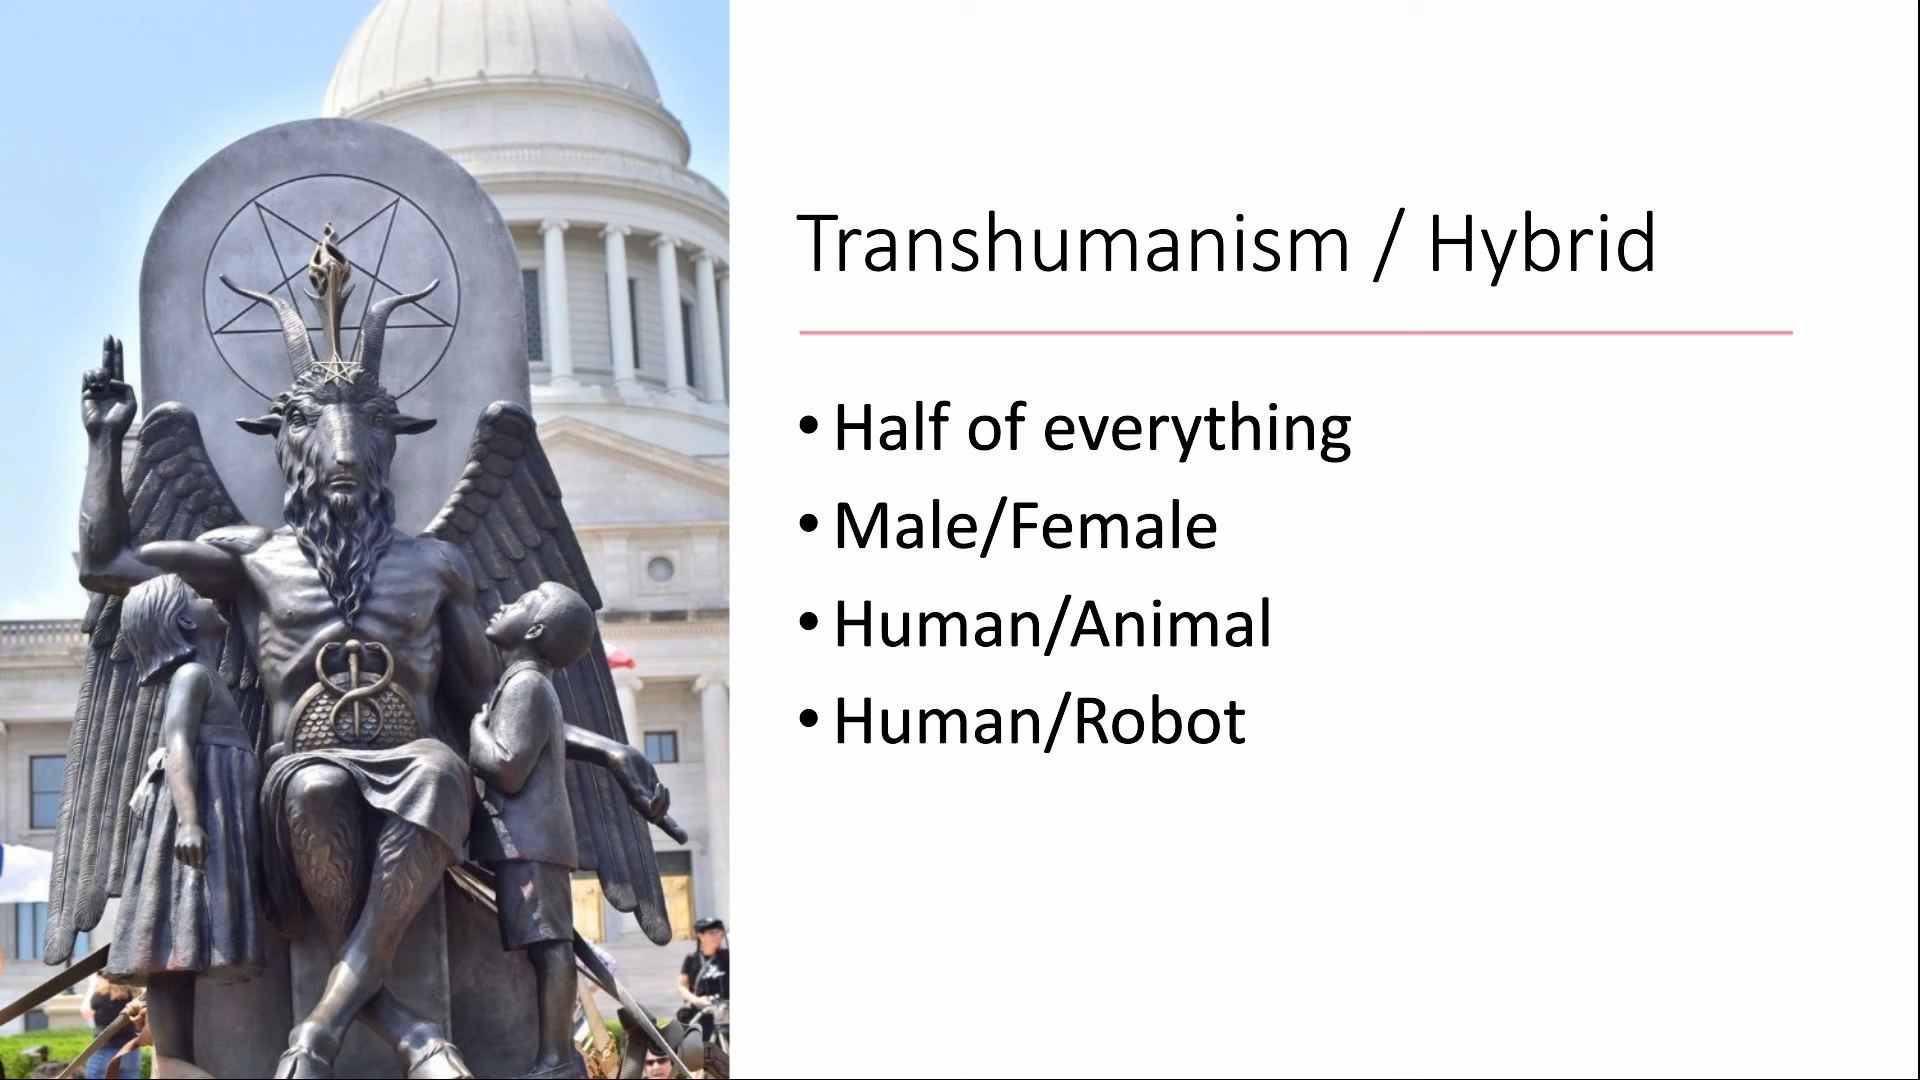 Transhumanism / Hybrid
• Half of everything
• Male/Female
• Human/Animal
• Human/Robot